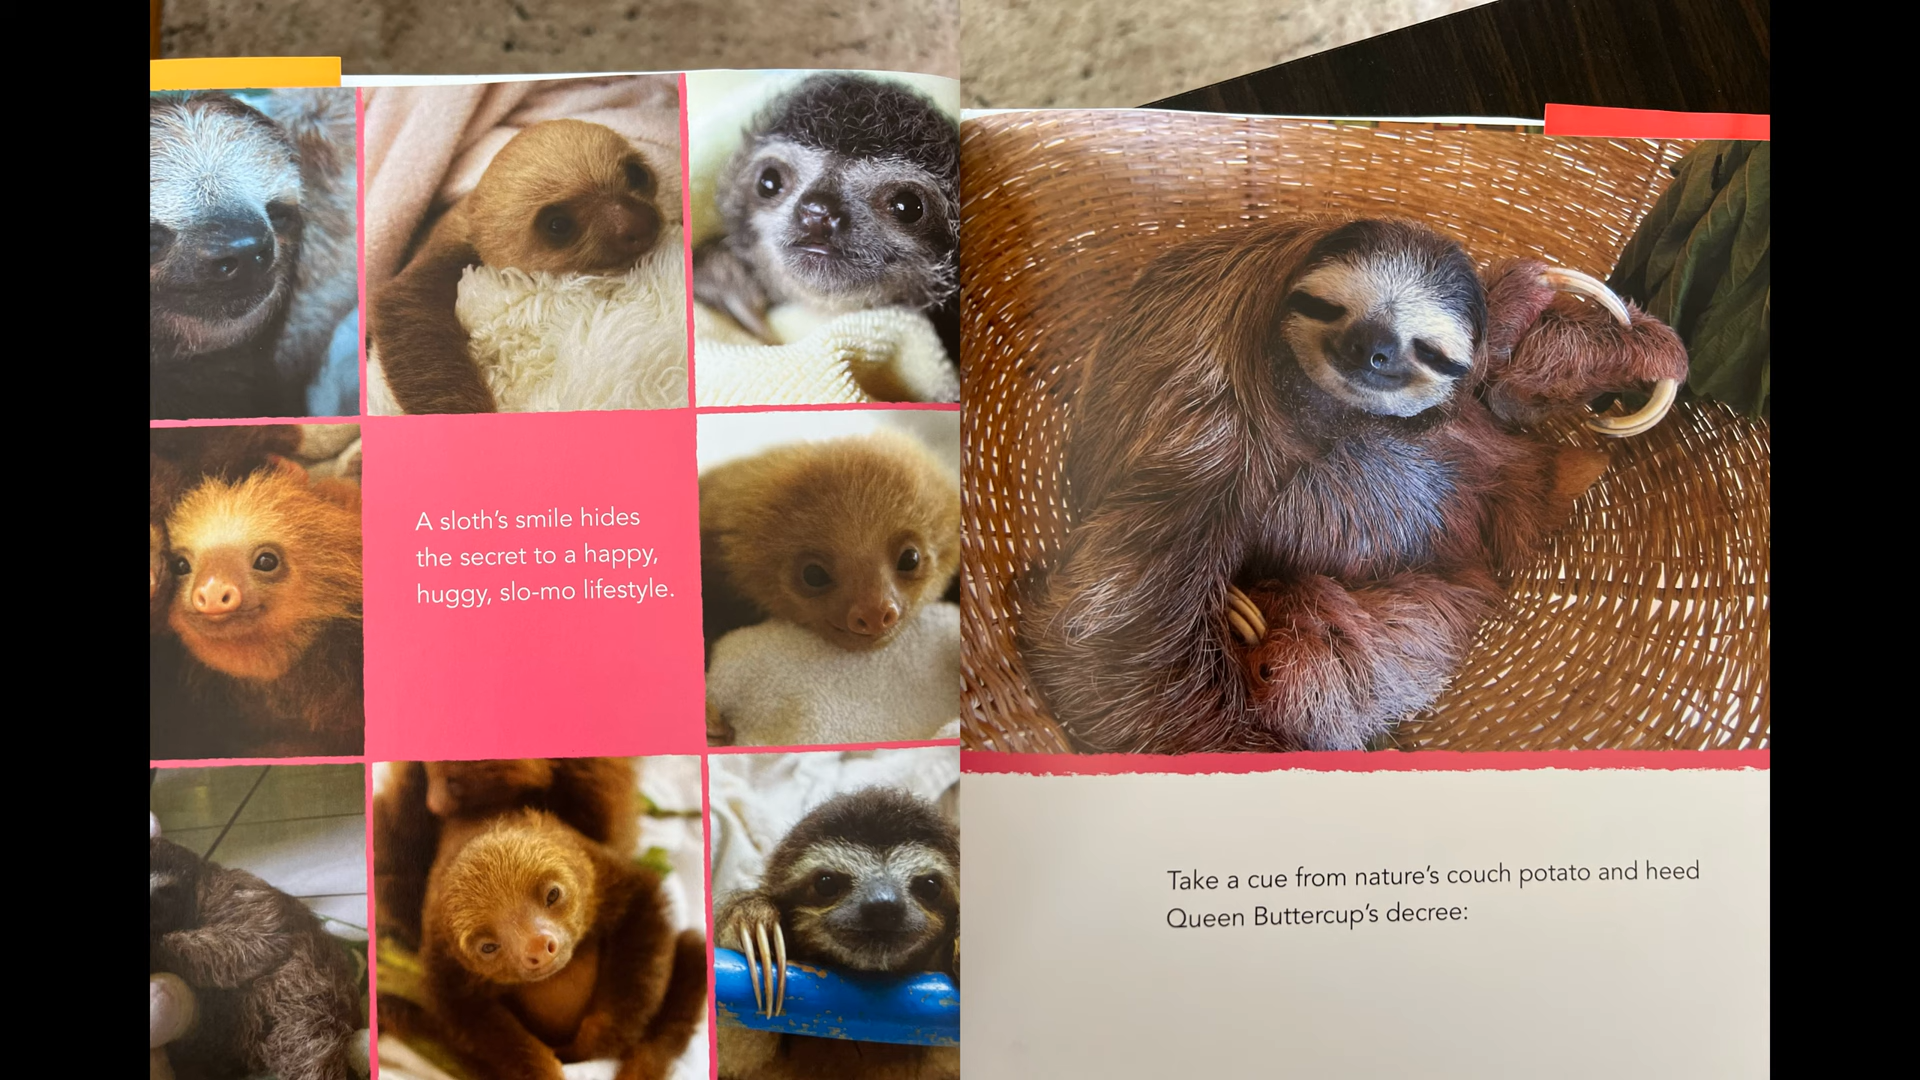 A sloth's smile hides
the secret to a happy,
huggy, slo-mo lifestyle.
Take a cue from nature's couch potato and heed
Queen Buttercup's decree: